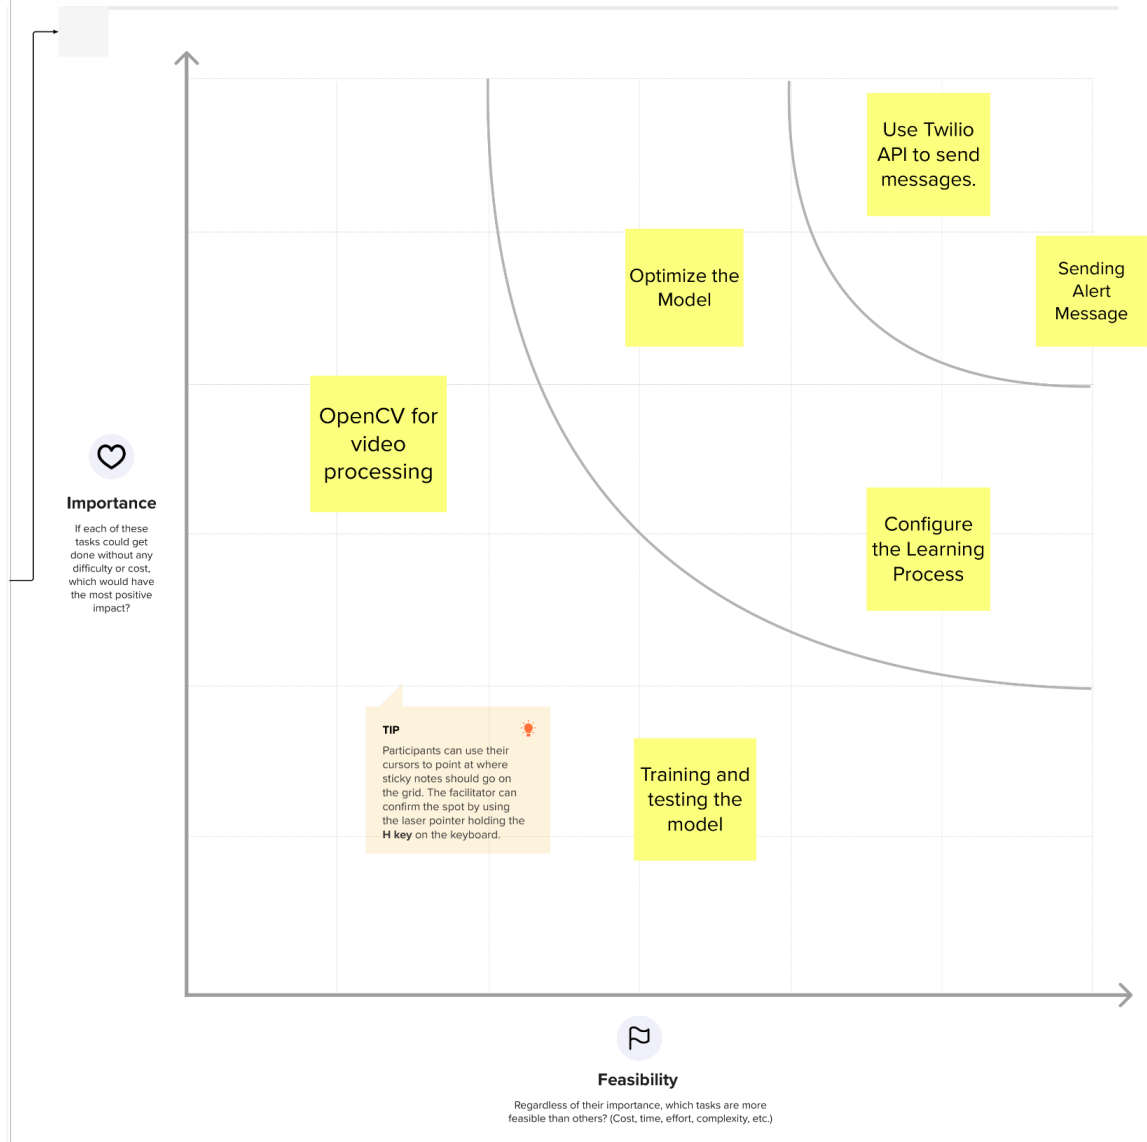 Use Twilio
API to send
messages.
Sending
Alert
Message
Optimize the
Model
OpenCV for
video
processing
Importance
If each of these
tasks could get
done without any
difficulty or cost,
which would have
the most positive
impact?
Configure
the Learning
Process
TIP
Participants can use their
cursors to point at where
sticky notes should go on
the grid. The facilitator can
confirm the spot by using
the laser pointer holding the
H key on the keyboard.
Training and
testing the
model
Feasibility
Regardless of their importance, which tasks are more
feasible than others? (Cost, time, effort, complexity, etc.)